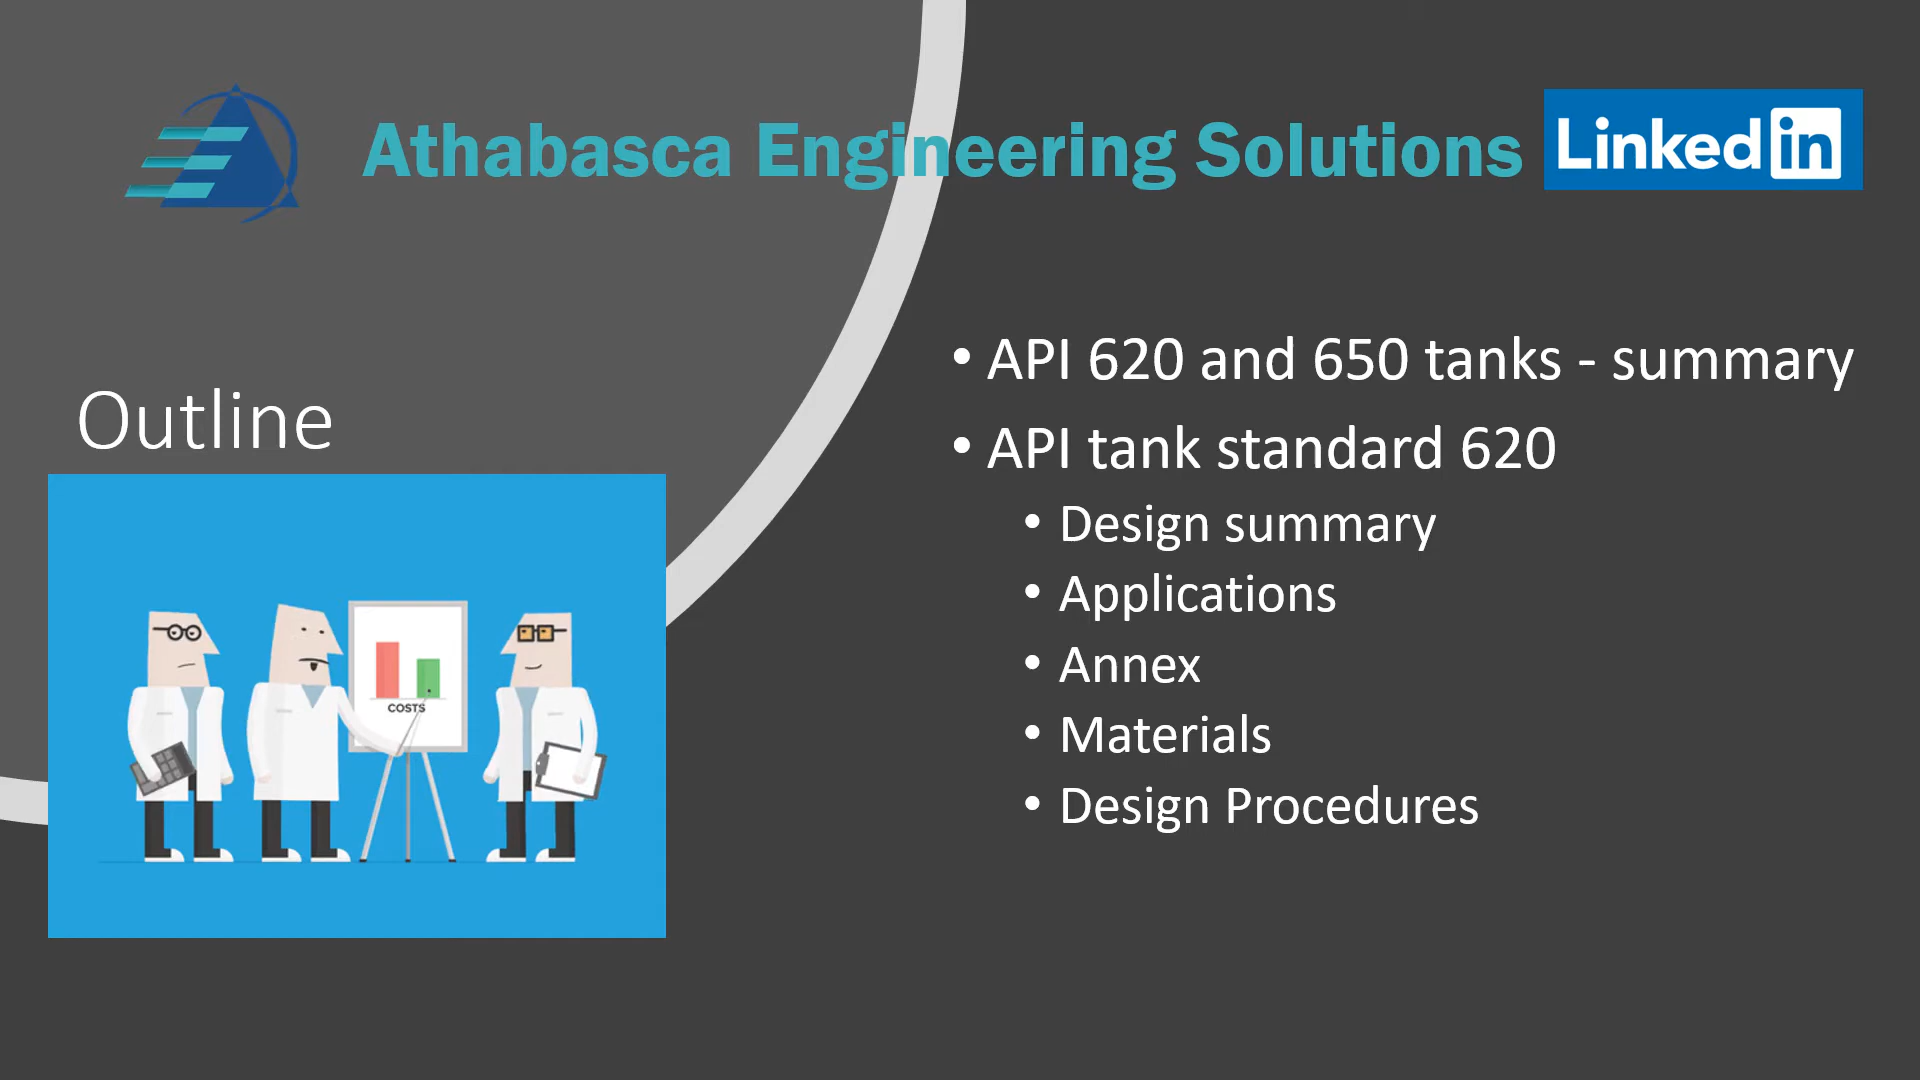 Athabasca Engineering Solutions
Linked in
Outline
COSTS
• API 620 and 650 tanks - summary
• API tank standard 620
• Design summary
• Applications
• Annex
• Materials
• Design Procedures